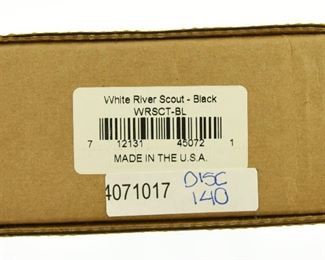 White River Scout - Black
WRSCT-BL
7 12131 45072 1
MADE IN THE U.S.A.
4071017
DISC
140